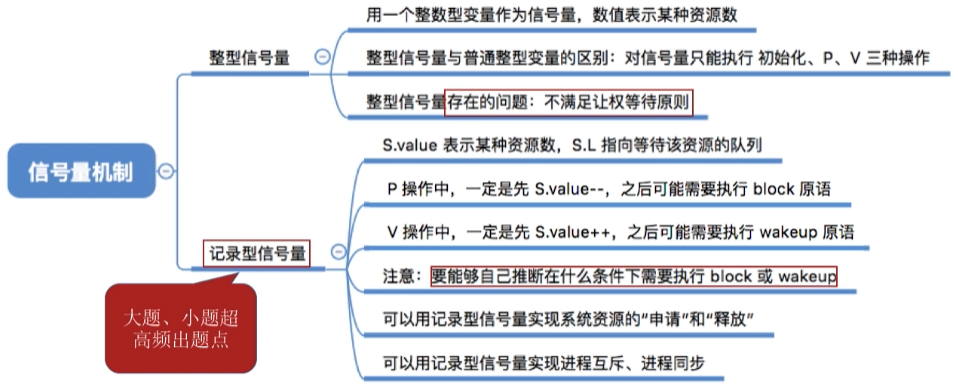 信号量机制
整型信号量
用一个整数型变量作为信号量，数值表示某种资源数
整型信号量与普通整型变量的区别：对信号量只能执行 初始化、P、V 三种操作
整型信号量存在的问题：不满足让权等待原则
记录型信号量
S.value 表示某种资源数，S.L 指向等待该资源的队列
P 操作中，一定是先 S.value--，之后可能需要执行 block 原语
V 操作中，一定是先 S.value++，之后可能需要执行 wakeup 原语
注意：要能够自己推断在什么条件下需要执行 block 或 wakeup
可以用记录型信号量实现系统资源的“申请”和“释放”
可以用记录型信号量实现进程互斥、进程同步
大题、小题超
高频出题点